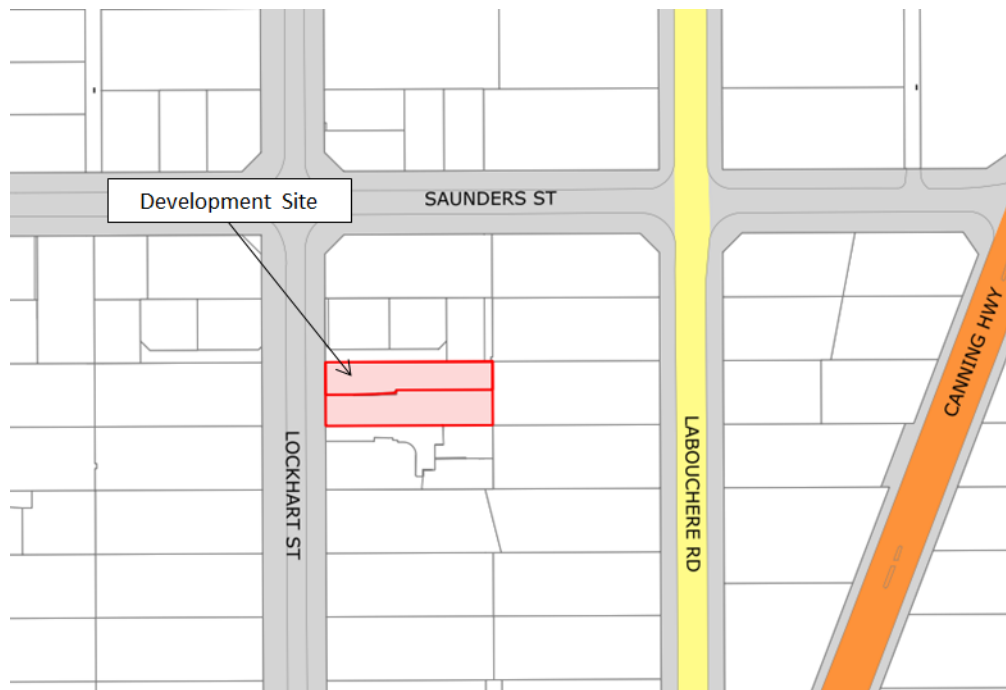 Development Site
SAUNDERS ST
CANNING HWY
LOCKHART ST
LABOUCHERE RD